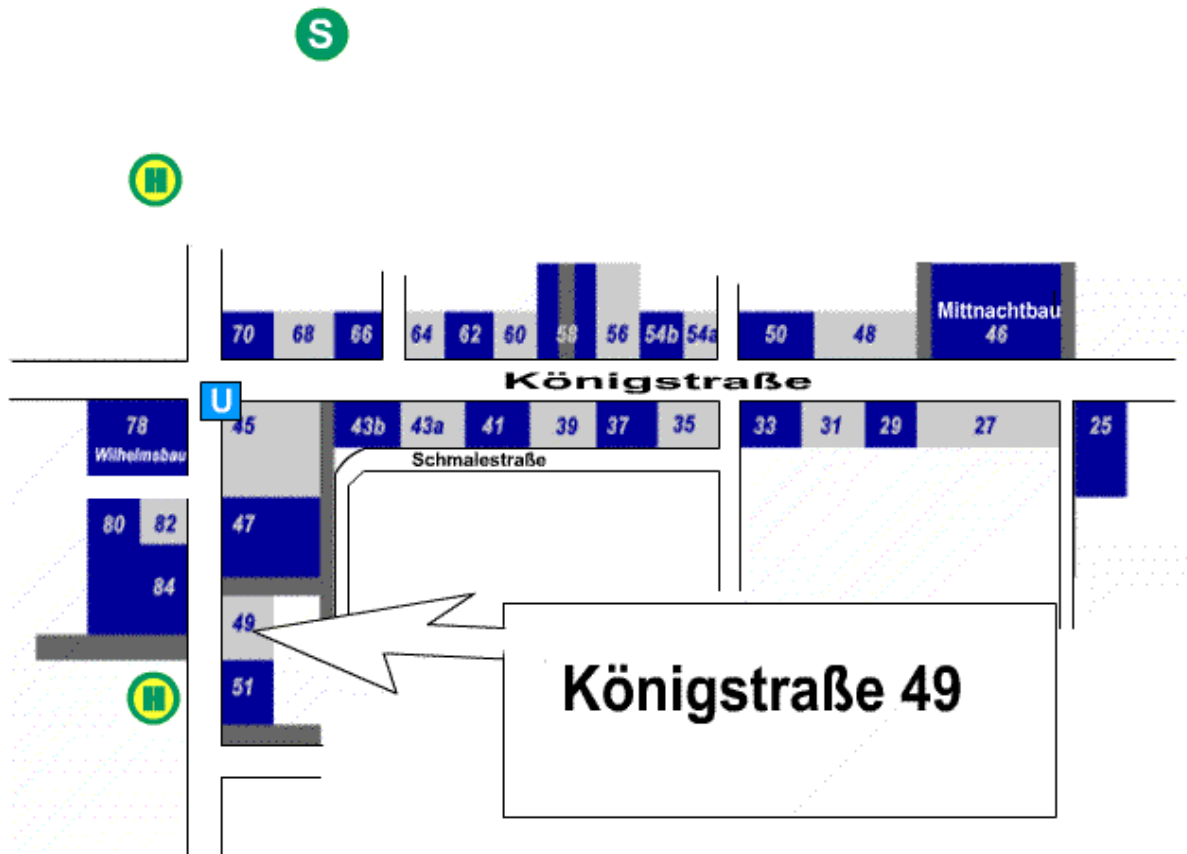 S
H
Mittnachtbau
70 68 66 64 62 60 58 56 54b 54a 50 48 46
Königstraße
U
78 45 43b 43a 41 39 37 35 33 31 29 27 25
Wilhelmsbau
Schmalestraße
80 82 47
84
49
51
H
Königstraße 49